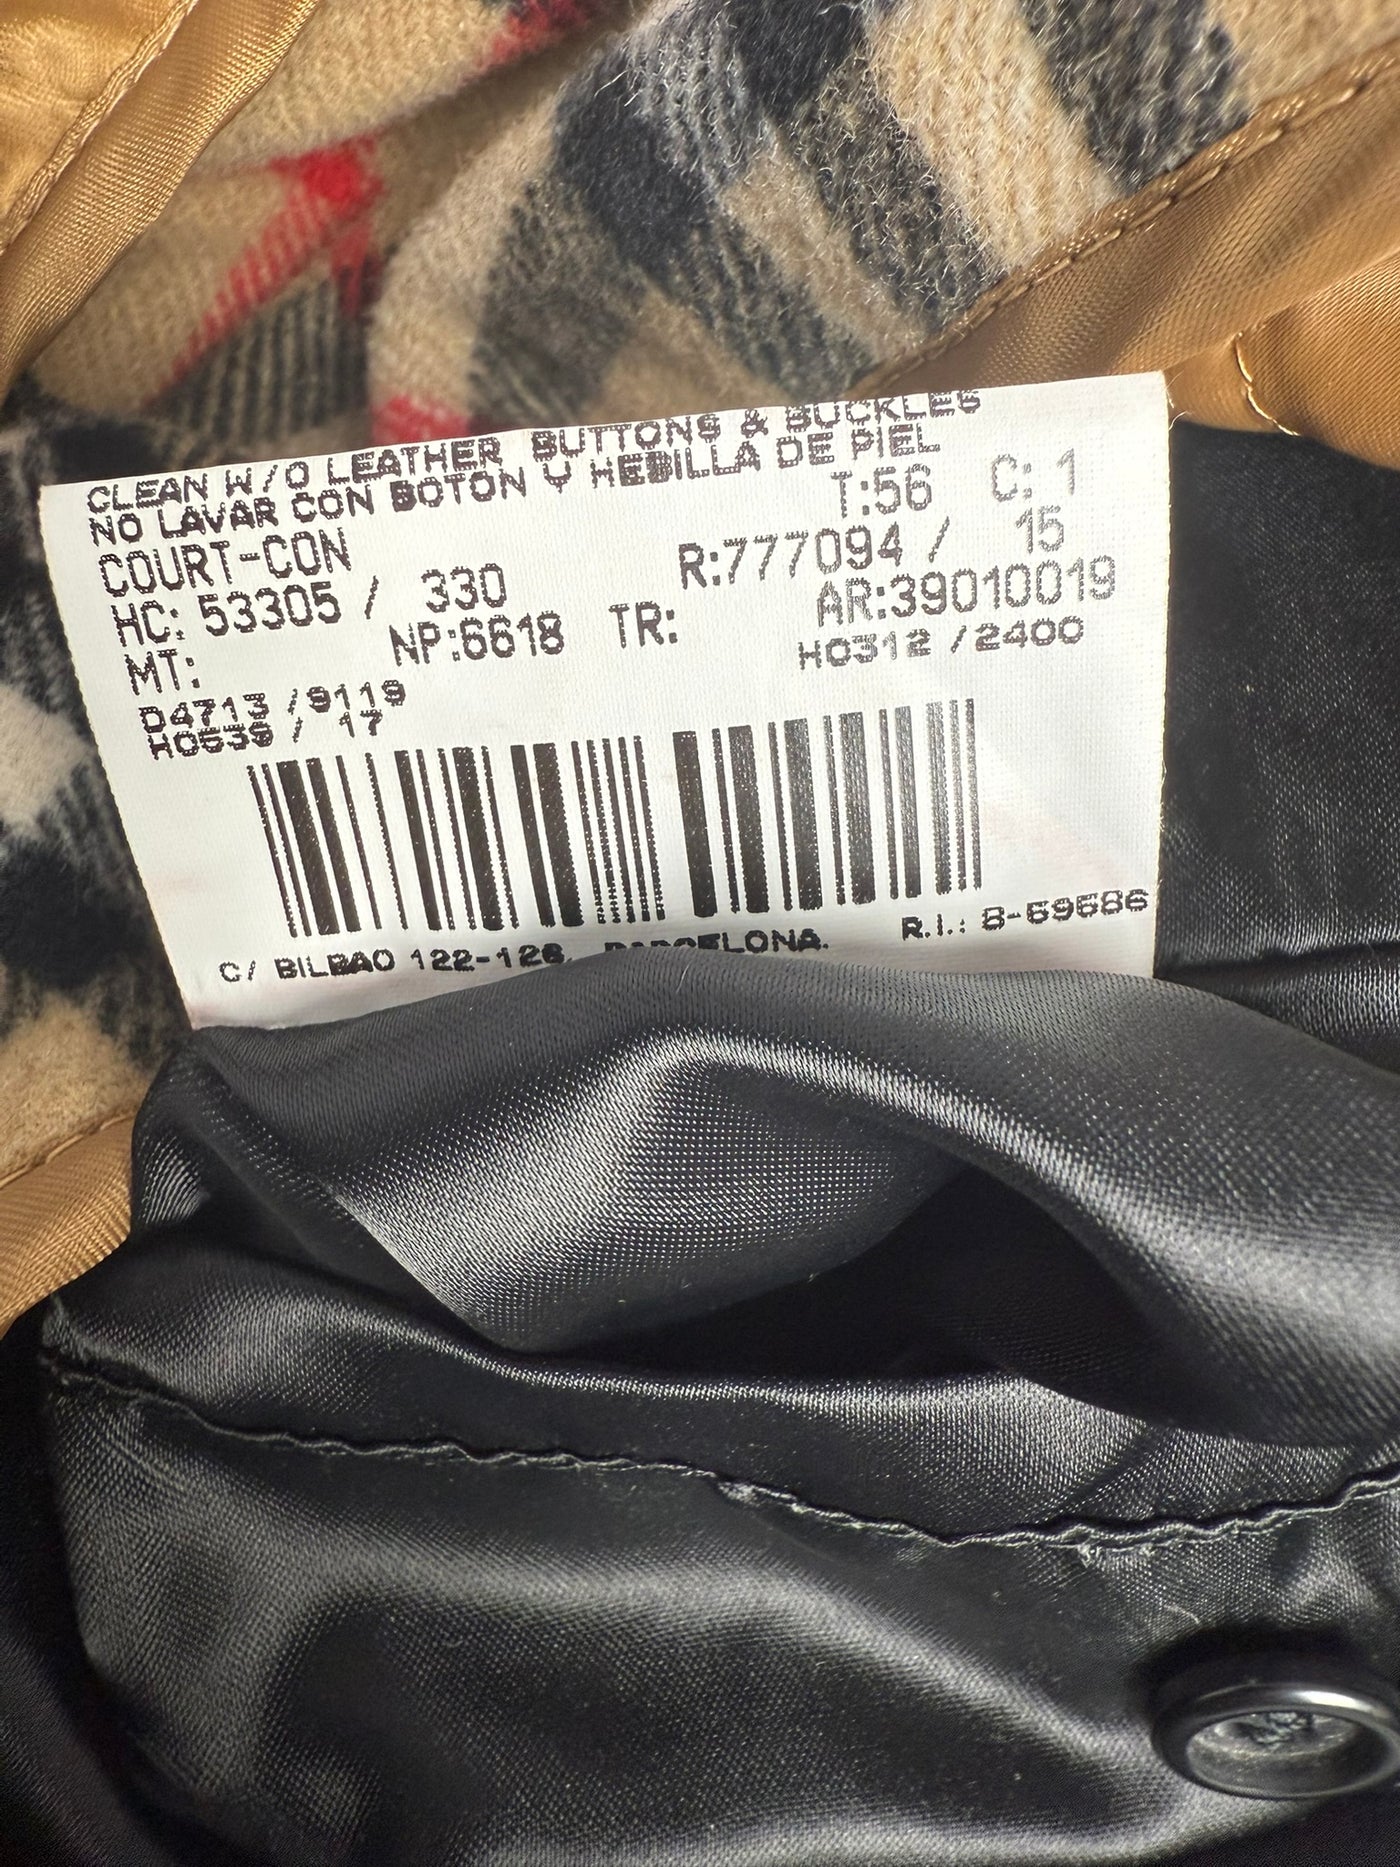 CLEAN W/O LEATHER BUTTONS & BUCKLES
NO LAVAR CON BOTON Y HEBILLA DE PIEL
COURT-CON T:56 C: 1
HC: 53305 / 330 R:777094 / 15
MT: NP:6618 TR: AR:39010019
D4713 /9119 H0312 /2400
H0539 / 17
C/ BILBAO 122-126, BARCELONA. R.I.: 8-69686